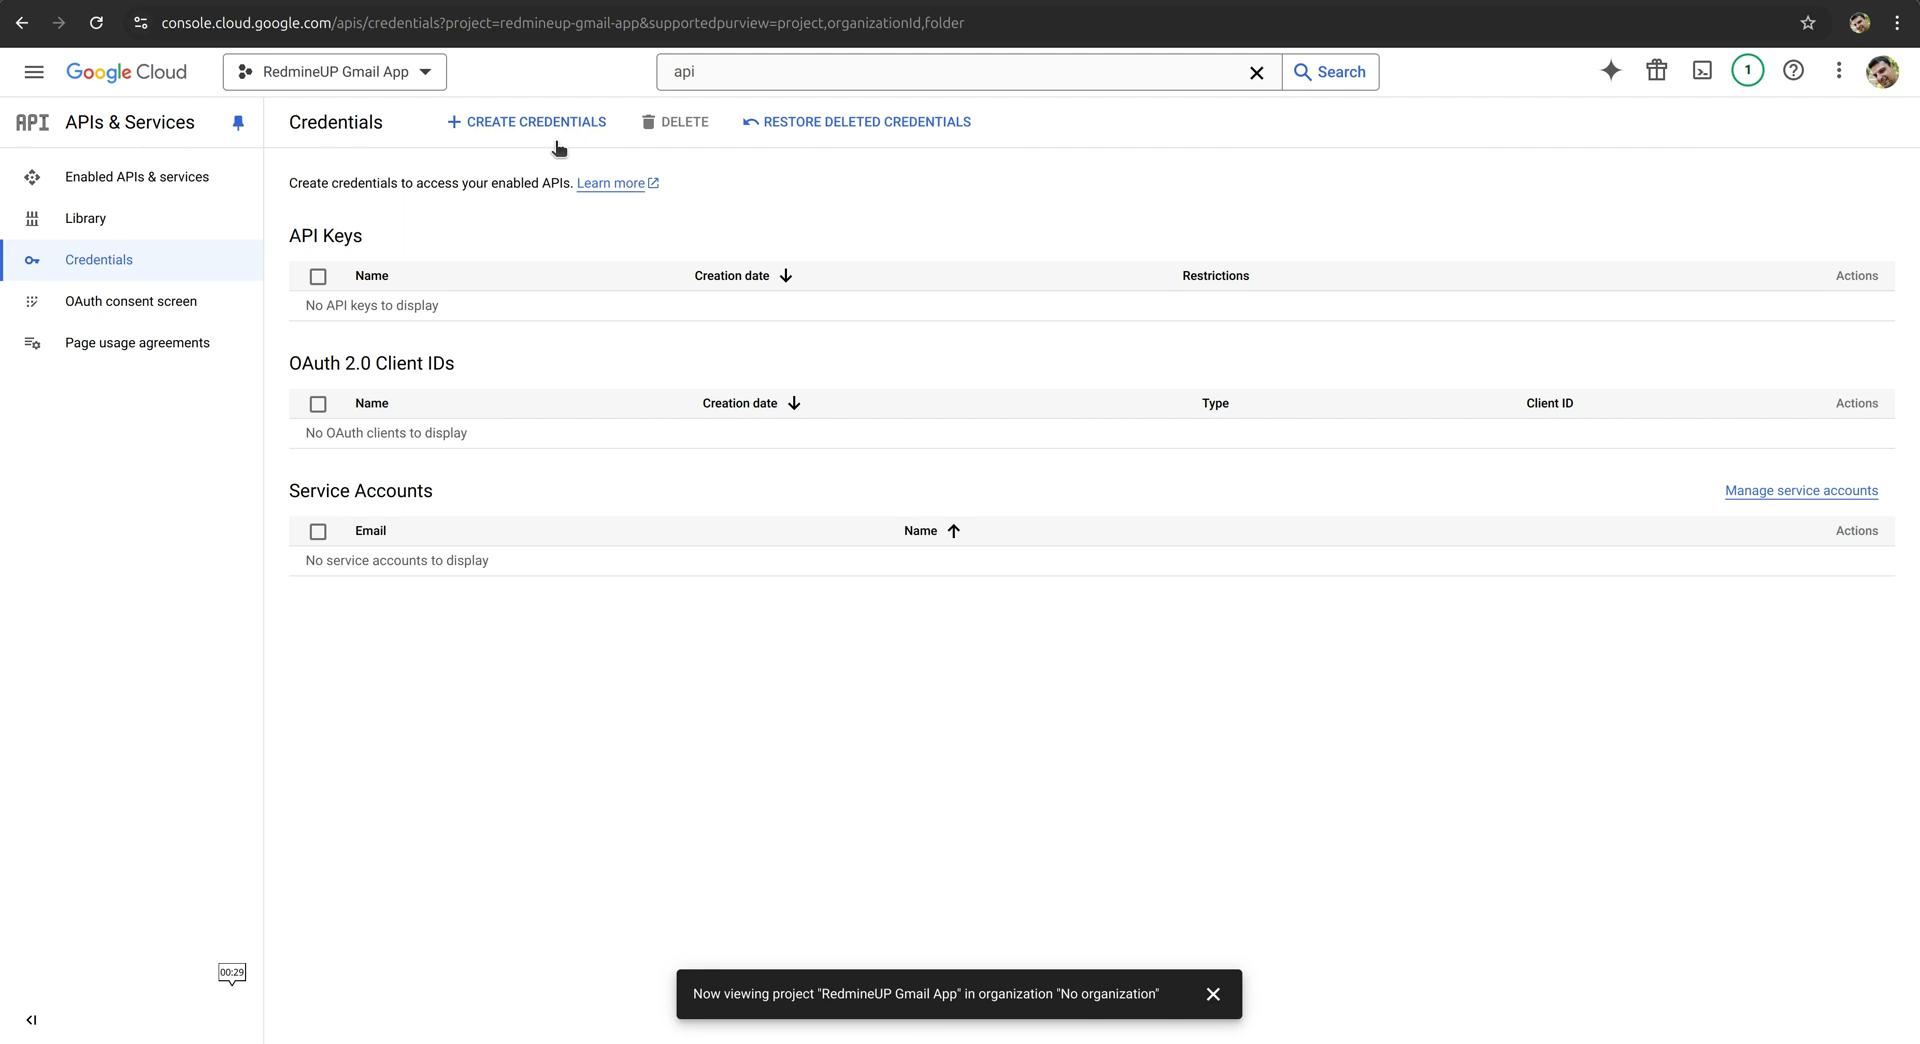 console.cloud.google.com/apis/credentials?project=redmineup-gmail-app&supportedpurview=project,organizationId,folder
Google Cloud
RedmineUP Gmail App
api
Search
1
API
APIs & Services
Credentials
CREATE CREDENTIALS
DELETE
RESTORE DELETED CREDENTIALS
Enabled APIs & services
Library
Credentials
OAuth consent screen
Page usage agreements
Create credentials to access your enabled APIs. Learn more
API Keys
Name Creation date Restrictions Actions
No API keys to display
OAuth 2.0 Client IDs
Name Creation date Type Client ID Actions
No OAuth clients to display
Service Accounts
Manage service accounts
Email Name Actions
No service accounts to display
00:29
Now viewing project "RedmineUP Gmail App" in organization "No organization"